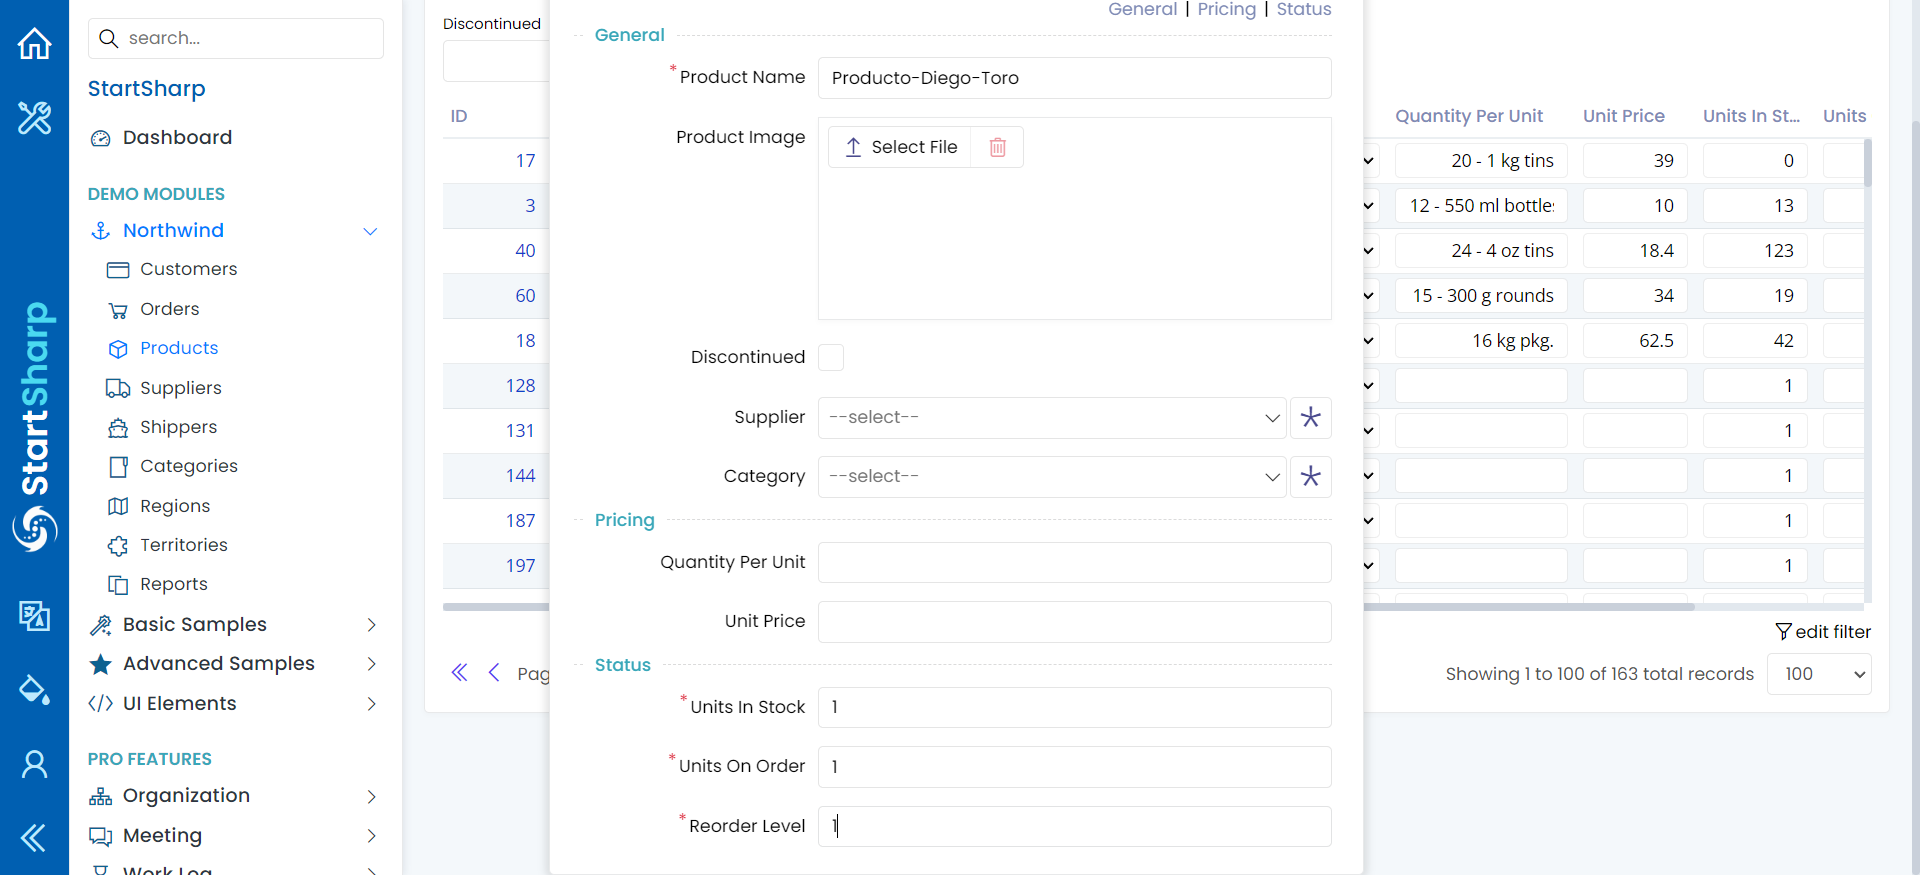 search...
StartSharp
Dashboard
DEMO MODULES
Northwind
Customers
Orders
Products
Suppliers
Shippers
Categories
Regions
Territories
Reports
Basic Samples
Advanced Samples
UI Elements
PRO FEATURES
Organization
Meeting
Work Log
StartSharp
Discontinued
ID
17
3
40
60
18
128
131
144
187
197
General | Pricing | Status
General
*Product Name Producto-Diego-Toro
Product Image Select File
Discontinued
Supplier --select--
Category --select--
Pricing
Quantity Per Unit
Unit Price
Status
*Units In Stock 1
*Units On Order 1
*Reorder Level 1
Quantity Per Unit Unit Price Units In St... Units
20 - 1 kg tins 39 0
12 - 550 ml bottles 10 13
24 - 4 oz tins 18.4 123
15 - 300 g rounds 34 19
16 kg pkg. 62.5 42
1
1
1
1
1
edit filter
Pag
Showing 1 to 100 of 163 total records 100